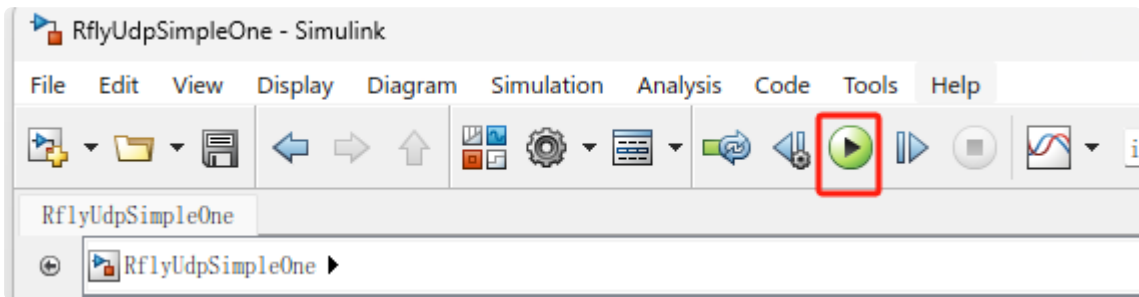 RflyUdpSimpleOne - Simulink
File Edit View Display Diagram Simulation Analysis Code Tools Help
RflyUdpSimpleOne
RflyUdpSimpleOne